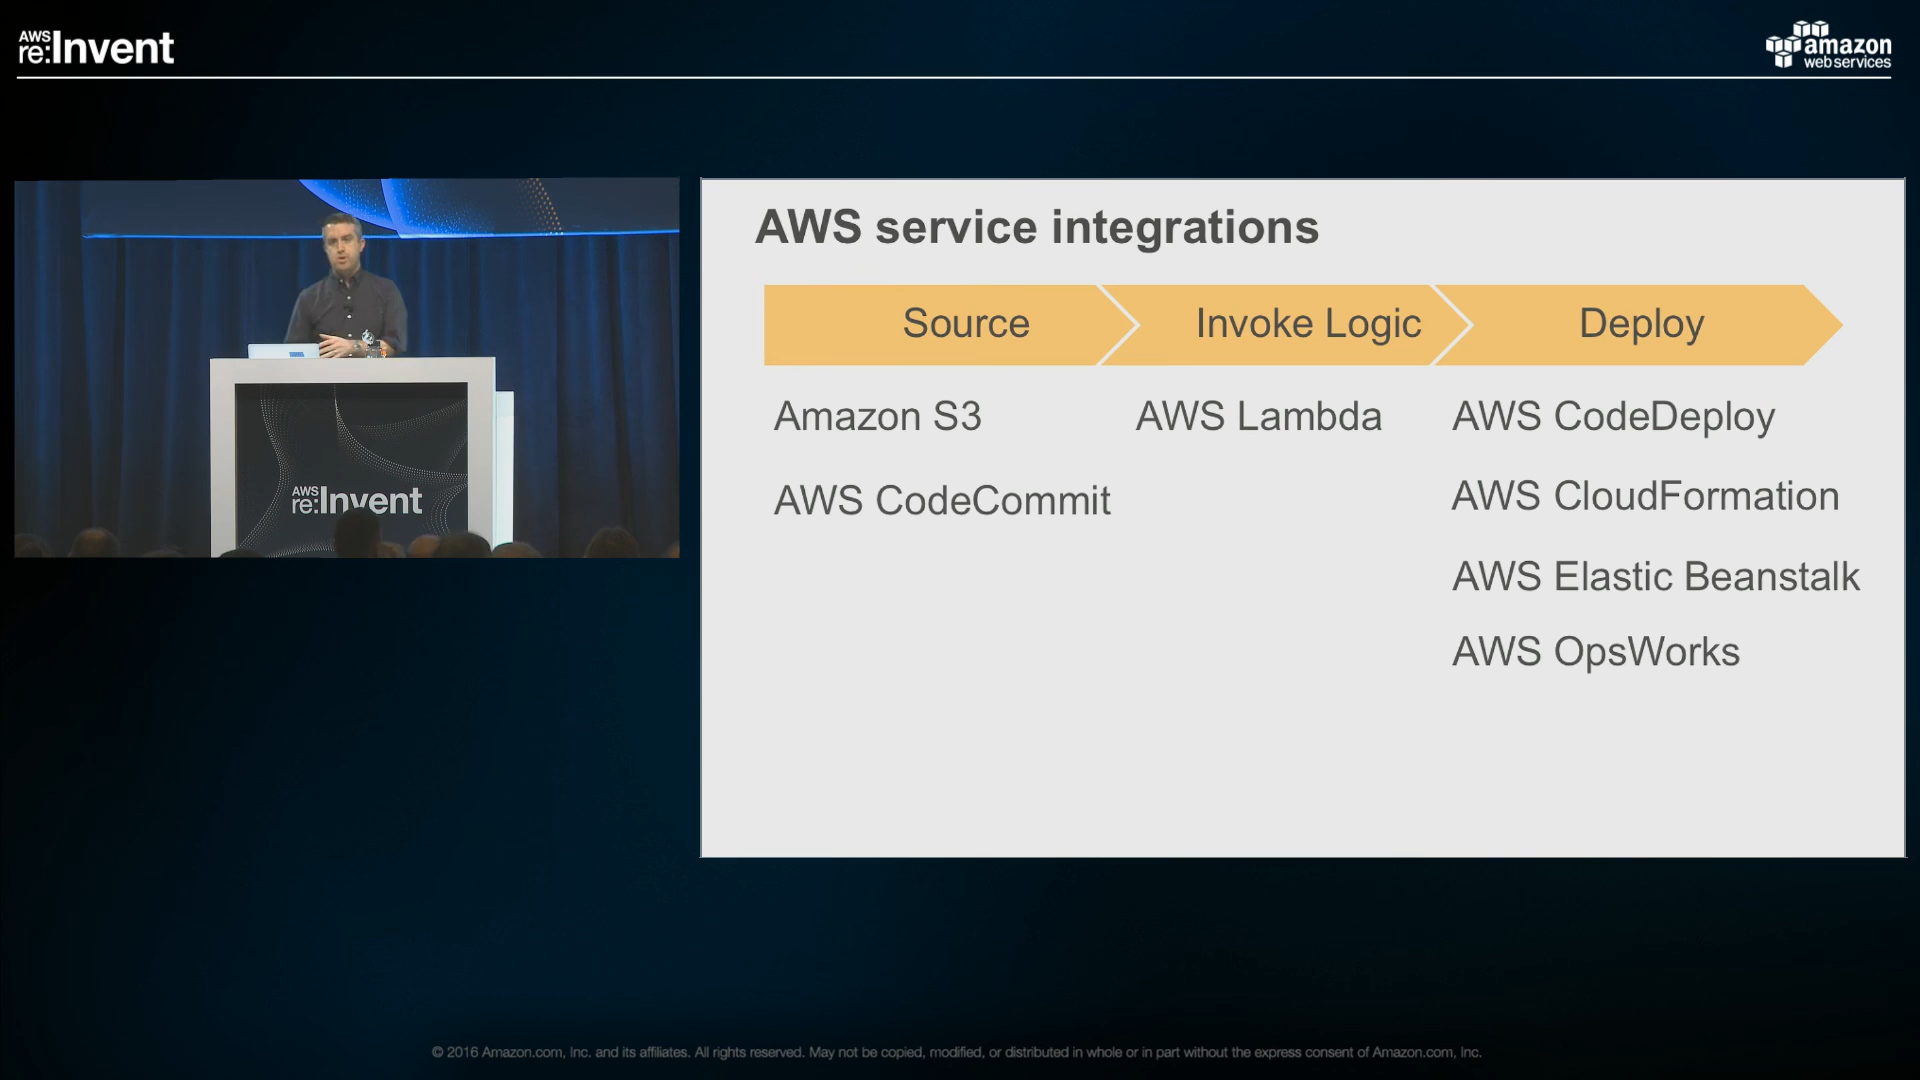 AWS
re:Invent
amazon
webservices
AWS service integrations
Source
Invoke Logic
Deploy
Amazon S3
AWS Lambda
AWS CodeDeploy
AWS CodeCommit
AWS CloudFormation
AWS Elastic Beanstalk
AWS OpsWorks
AWS
re:Invent
© 2016 Amazon.com, Inc. and its affiliates. All rights reserved. May not be copied, modified, or distributed in whole or in part without the express consent of Amazon.com, Inc.